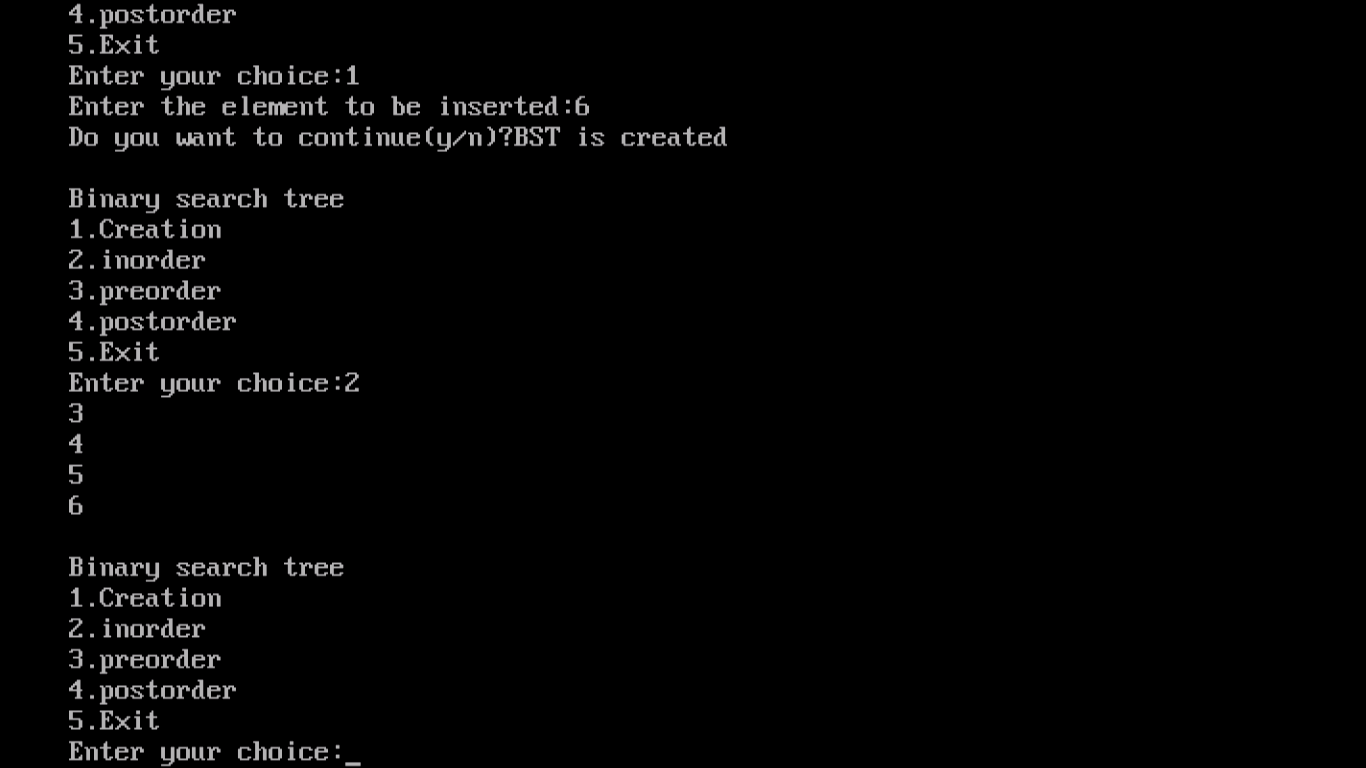 4.postorder
5.Exit
Enter your choice:1
Enter the element to be inserted:6
Do you want to continue(y/n)?BST is created
Binary search tree
1.Creation
2.inorder
3.preorder
4.postorder
5.Exit
Enter your choice:2
3
4
5
6
Binary search tree
1.Creation
2.inorder
3.preorder
4.postorder
5.Exit
Enter your choice:_